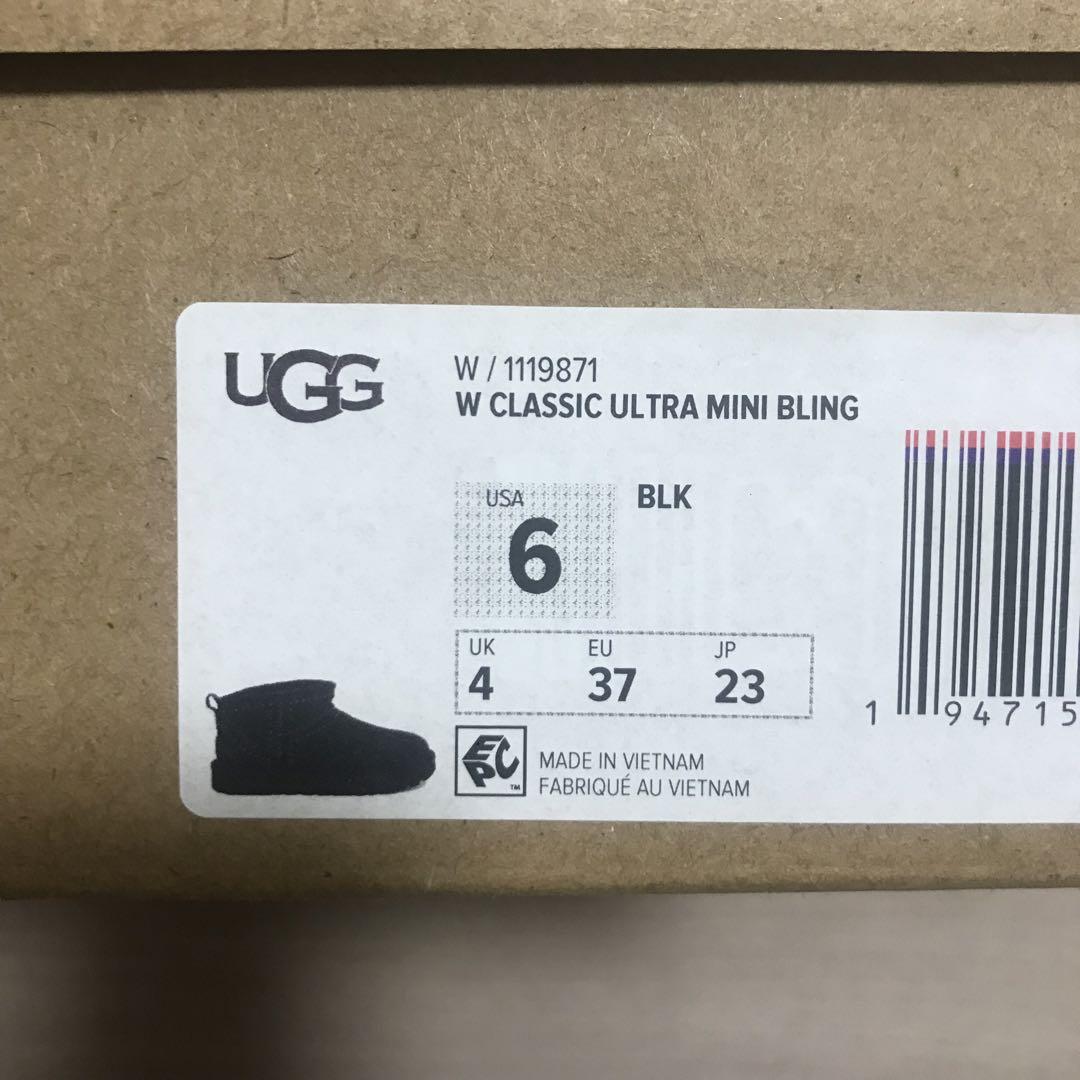 UGG
W / 1119871
W CLASSIC ULTRA MINI BLING
USA
6
BLK
UK EU JP
4 37 23
1 94715
EPC TM
MADE IN VIETNAM
FABRIQUÉ AU VIETNAM